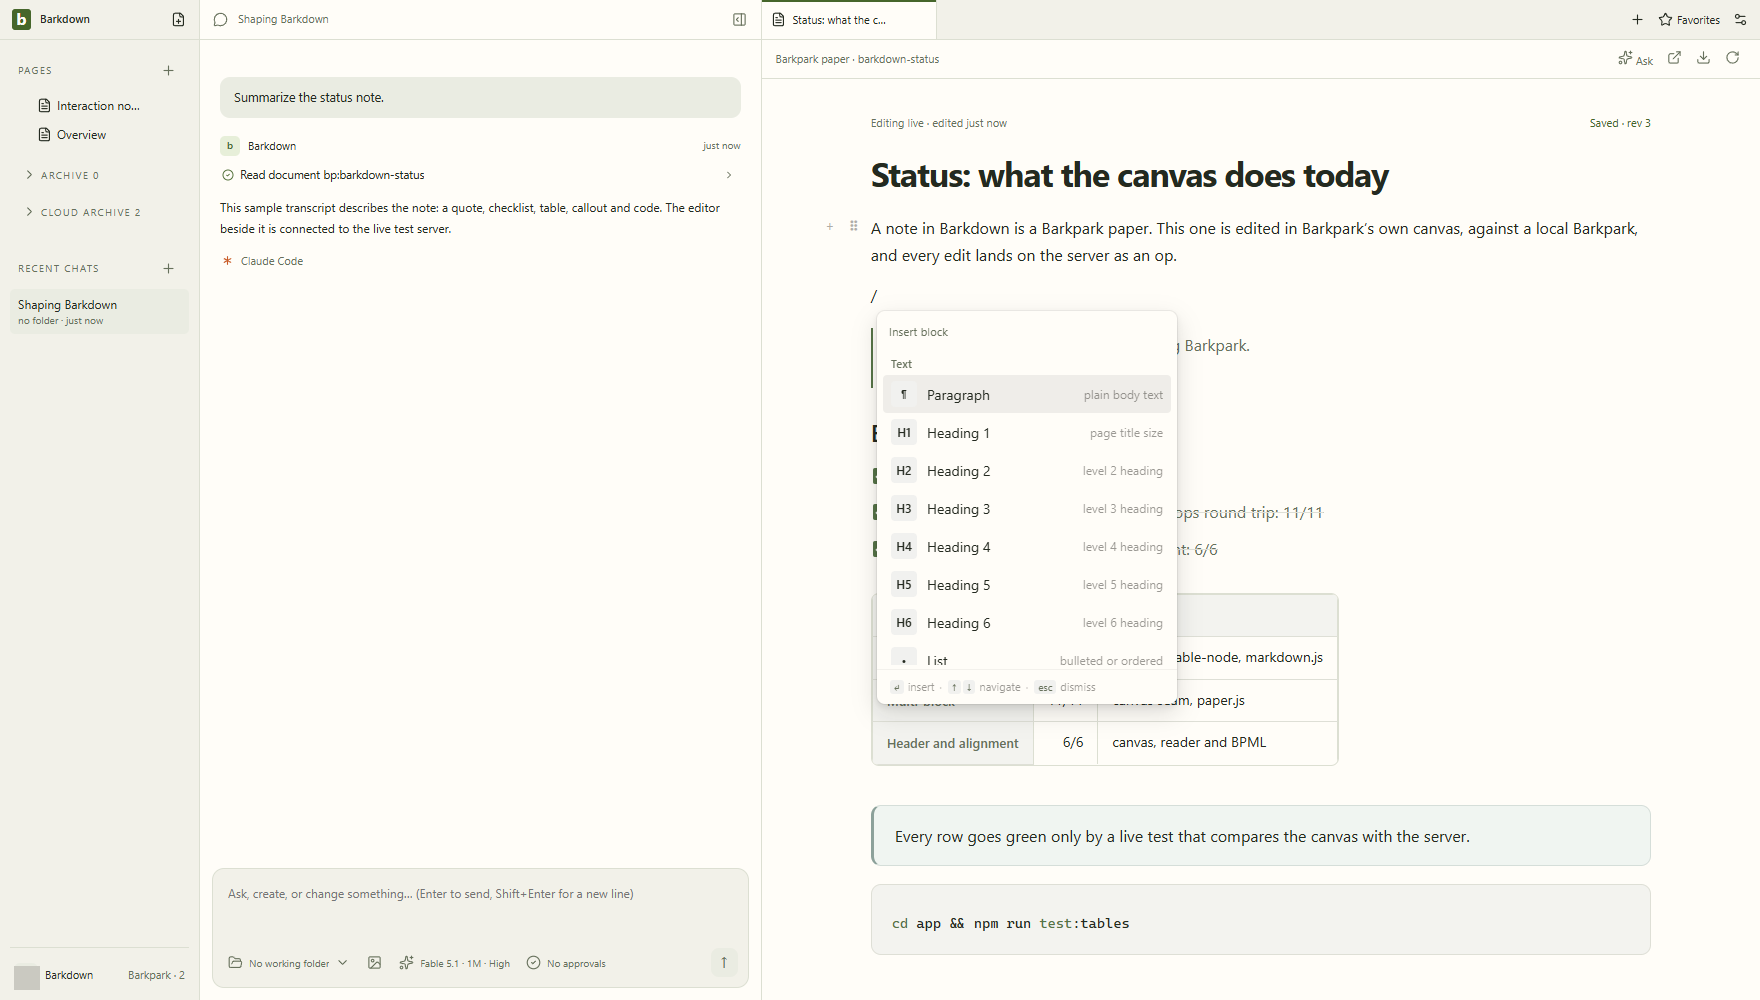 b Barkdown
PAGES
Interaction no...
Overview
ARCHIVE 0
CLOUD ARCHIVE 2
RECENT CHATS
Shaping Barkdown
no folder · just now
Barkdown
Barkpark · 2
Shaping Barkdown
Summarize the status note.
b Barkdown
just now
Read document bp:barkdown-status
This sample transcript describes the note: a quote, checklist, table, callout and code. The editor
beside it is connected to the live test server.
Claude Code
Ask, create, or change something... (Enter to send, Shift+Enter for a new line)
No working folder
Fable 5.1 · 1M · High
No approvals
Status: what the c...
Favorites
Barkpark paper · barkdown-status
Ask
Editing live · edited just now
Saved · rev 3
Status: what the canvas does today
A note in Barkdown is a Barkpark paper. This one is edited in Barkpark's own canvas, against a local Barkpark,
and every edit lands on the server as an op.
/
Barkpark.
Insert block
Text
¶ Paragraph plain body text
H1 Heading 1 page title size
H2 Heading 2 level 2 heading
H3 Heading 3 level 3 heading
ops round trip: 11/11
H4 Heading 4 level 4 heading
6/6
H5 Heading 5 level 5 heading
H6 Heading 6 level 6 heading
• List bulleted or ordered
able-node, markdown.js
↵ insert · ↑ ↓ navigate · esc dismiss
paper.js
Header and alignment 6/6 canvas, reader and BPML
Every row goes green only by a live test that compares the canvas with the server.
cd app && npm run test:tables